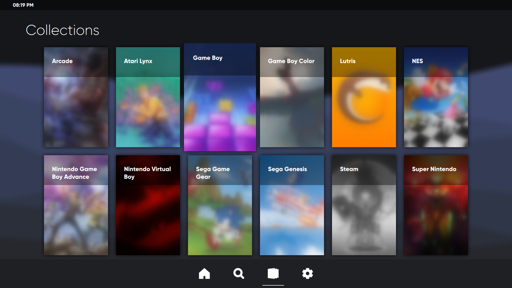 08:19 PM
Collections
Arcade
Atari Lynx
Game Boy
Game Boy Color
Lutris
NES
Nintendo Game
Boy Advance
Nintendo Virtual
Boy
Sega Game
Gear
Sega Genesis
Steam
Super Nintendo